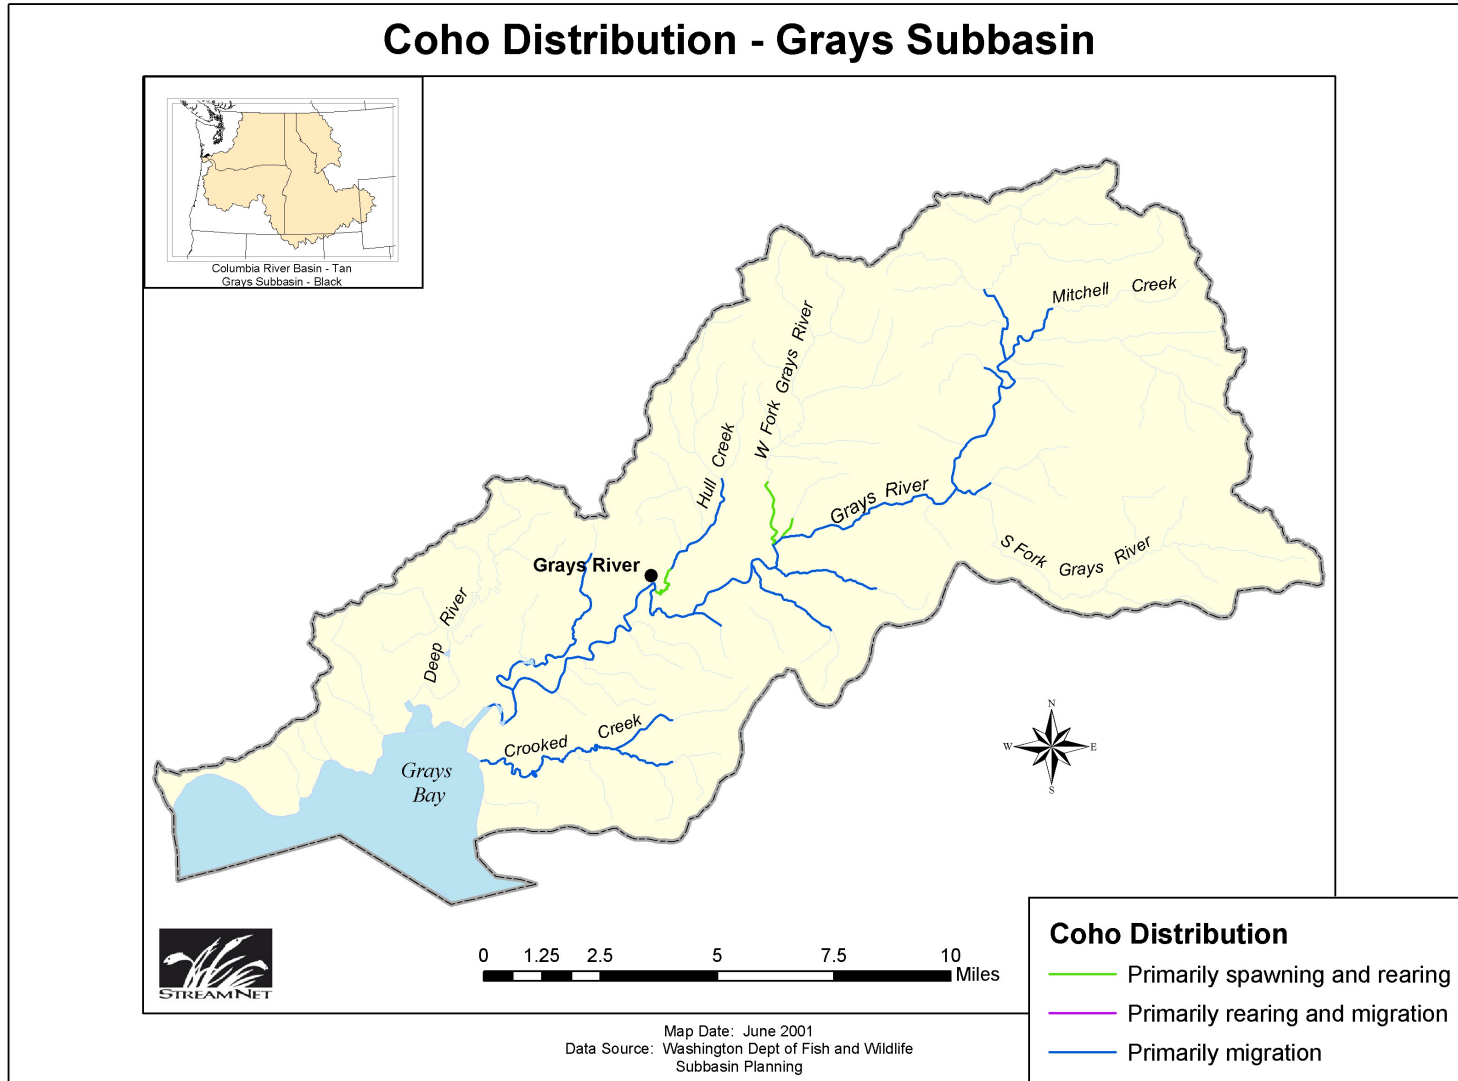 Coho Distribution - Grays Subbasin
Columbia River Basin - Tan
Grays Subbasin - Black
Mitchell Creek
W Fork Grays River
Hull Creek
Grays River
S Fork Grays River
Grays River
Deep River
Crooked Creek
Grays
Bay
N
W E
S
STREAMNET
0 1.25 2.5 5 7.5 10
Miles
Coho Distribution
Primarily spawning and rearing
Primarily rearing and migration
Primarily migration
Map Date: June 2001
Data Source: Washington Dept of Fish and Wildlife
Subbasin Planning